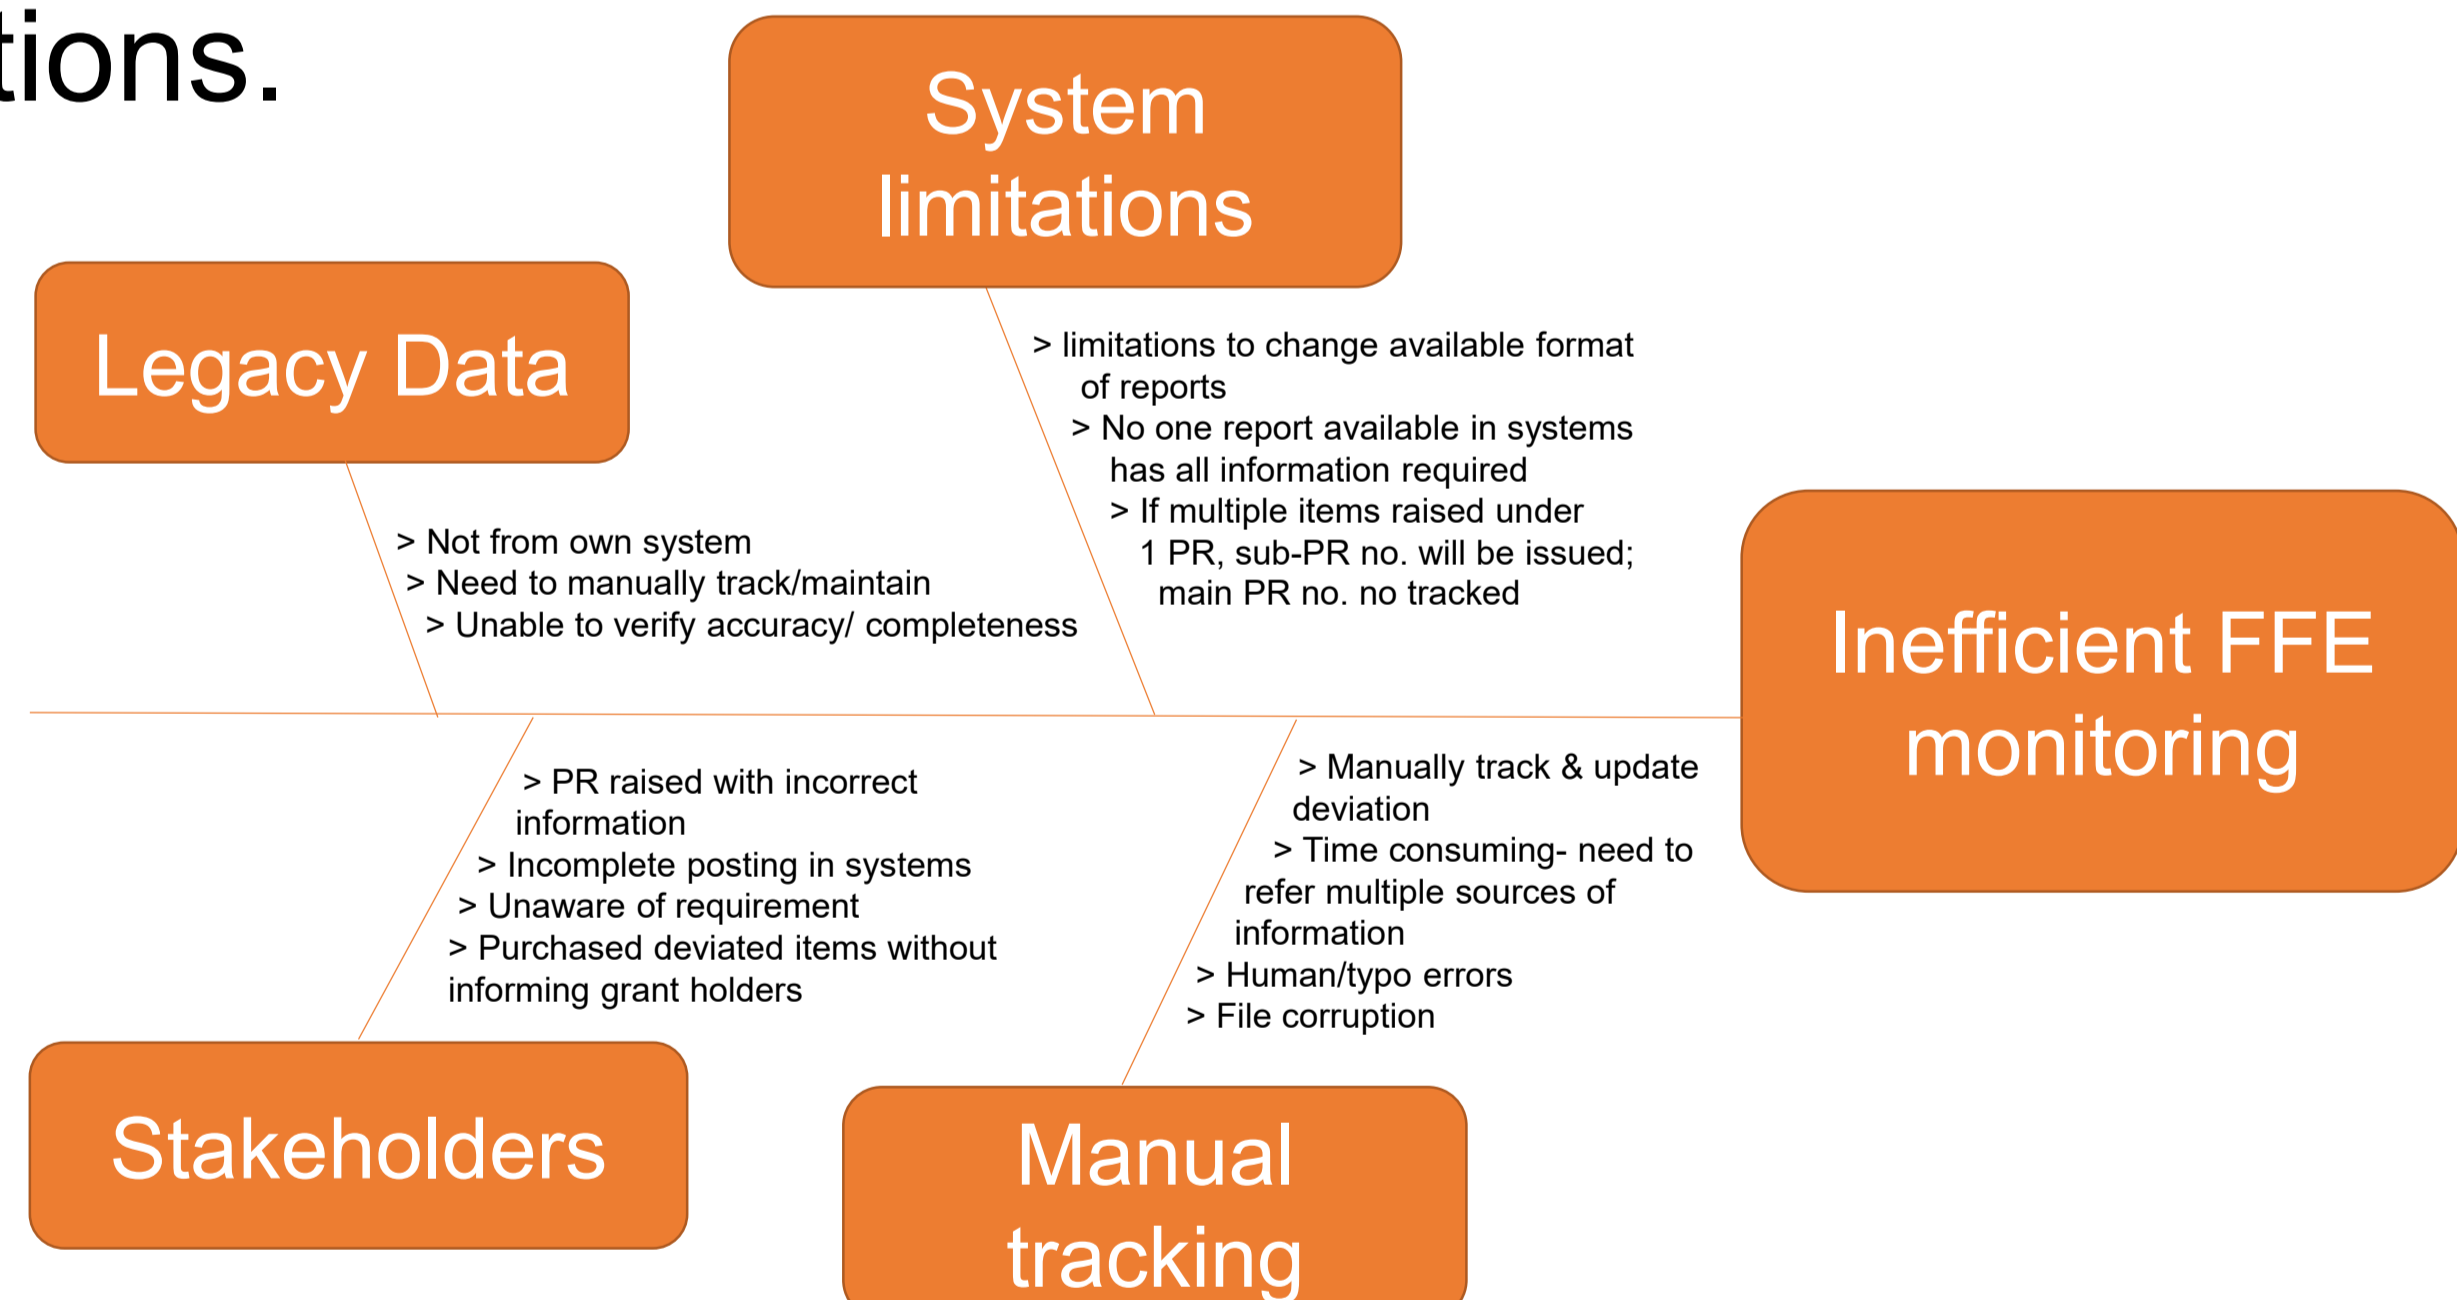 tions.
System
limitations
Legacy Data
> limitations to change available format
of reports
> No one report available in systems
has all information required
> If multiple items raised under
1 PR, sub-PR no. will be issued;
main PR no. no tracked
> Not from own system
> Need to manually track/maintain
> Unable to verify accuracy/ completeness
Inefficient FFE
monitoring
> PR raised with incorrect
information
> Incomplete posting in systems
> Unaware of requirement
> Purchased deviated items without
informing grant holders
> Manually track & update
deviation
> Time consuming- need to
refer multiple sources of
information
> Human/typo errors
> File corruption
Stakeholders
Manual
tracking